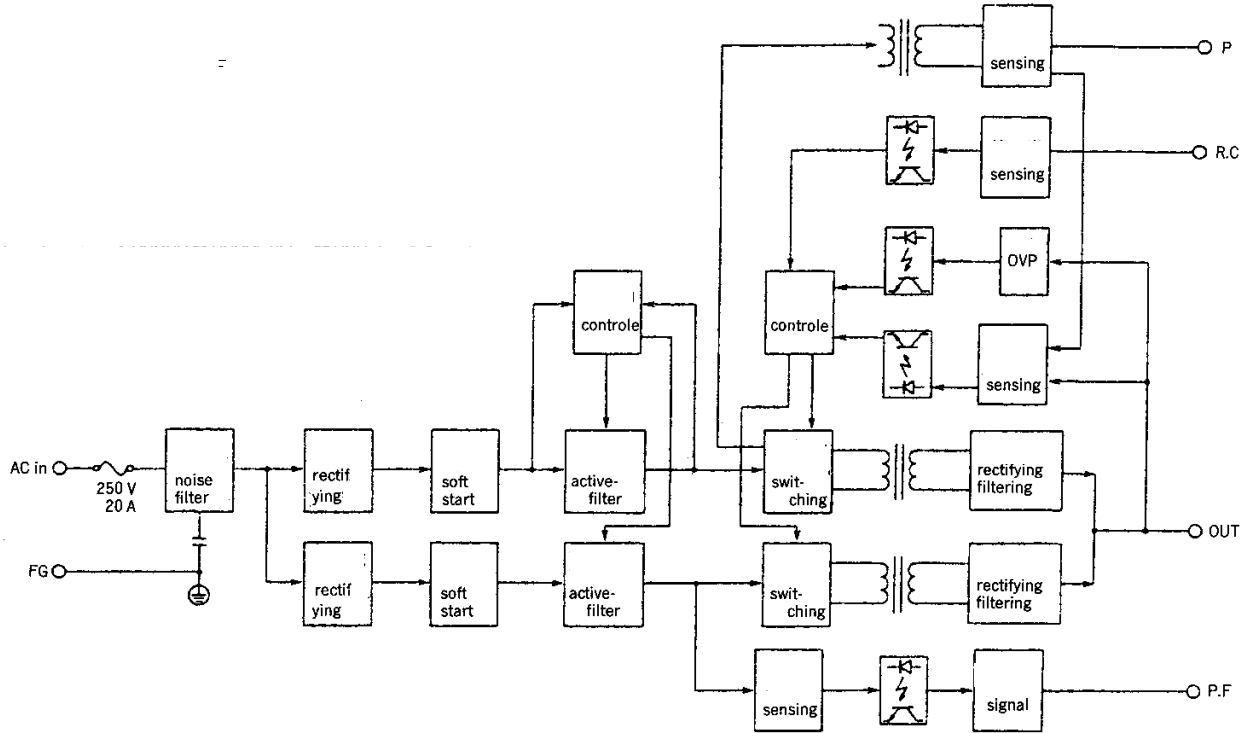 sensing
P
sensing
R.C
OVP
controle
controle
sensing
AC in
250 V
20 A
noise
filter
rectif
ying
soft
start
active-
filter
swit-
ching
rectifying
filtering
OUT
FG
rectif
ying
soft
start
active-
filter
swit-
ching
rectifying
filtering
sensing
signal
P.F